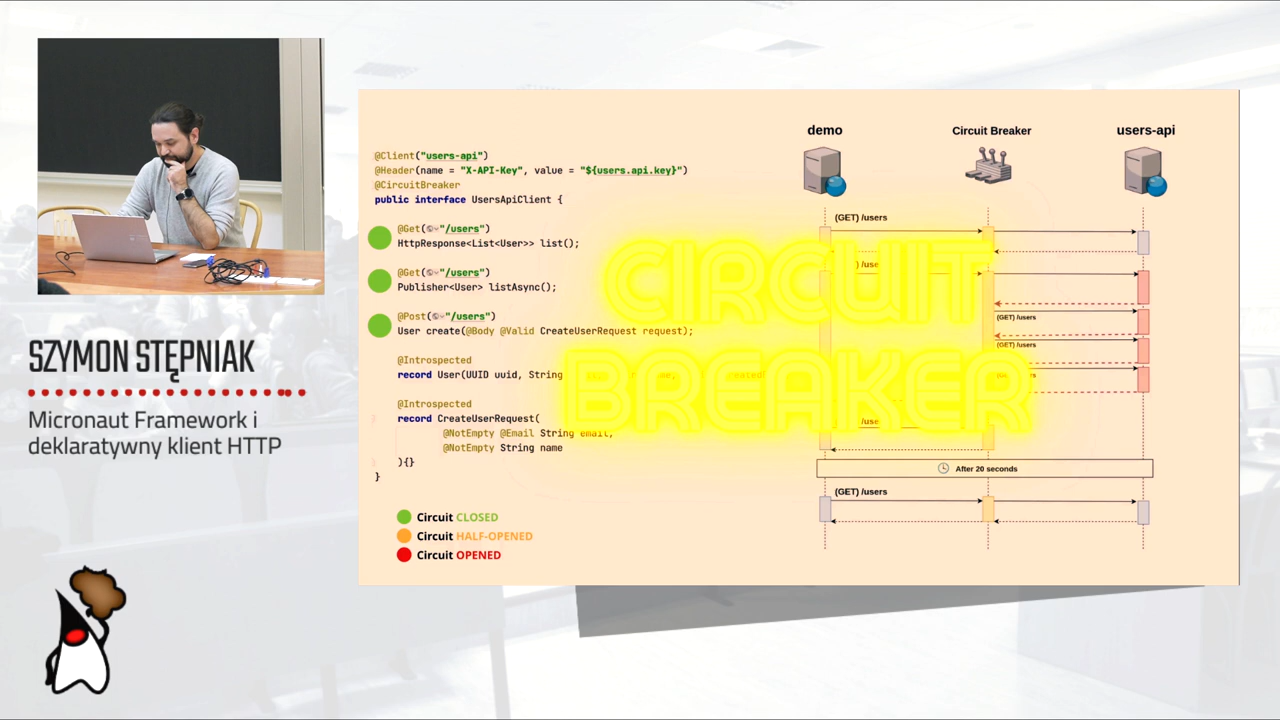 SZYMON STĘPNIAK
Micronaut Framework i
deklaratywny klient HTTP
@Client("users-api")
@Header(name = "X-API-Key", value = "${users.api.key}")
@CircuitBreaker
public interface UsersApiClient {
@Get("/users")
HttpResponse<List<User>> list();
@Get("/users")
Publisher<User> listAsync();
@Post("/users")
User create(@Body @Valid CreateUserRequest request);
@Introspected
record User(UUID uuid, String
@Introspected
record CreateUserRequest(
@NotEmpty @Email String email,
@NotEmpty String name
){}
}
Circuit CLOSED
Circuit HALF-OPENED
Circuit OPENED
CIRCUIT
BREAKER
demo
Circuit Breaker
users-api
(GET) /users
(GET) /users
(GET) /users
After 20 seconds
(GET) /users